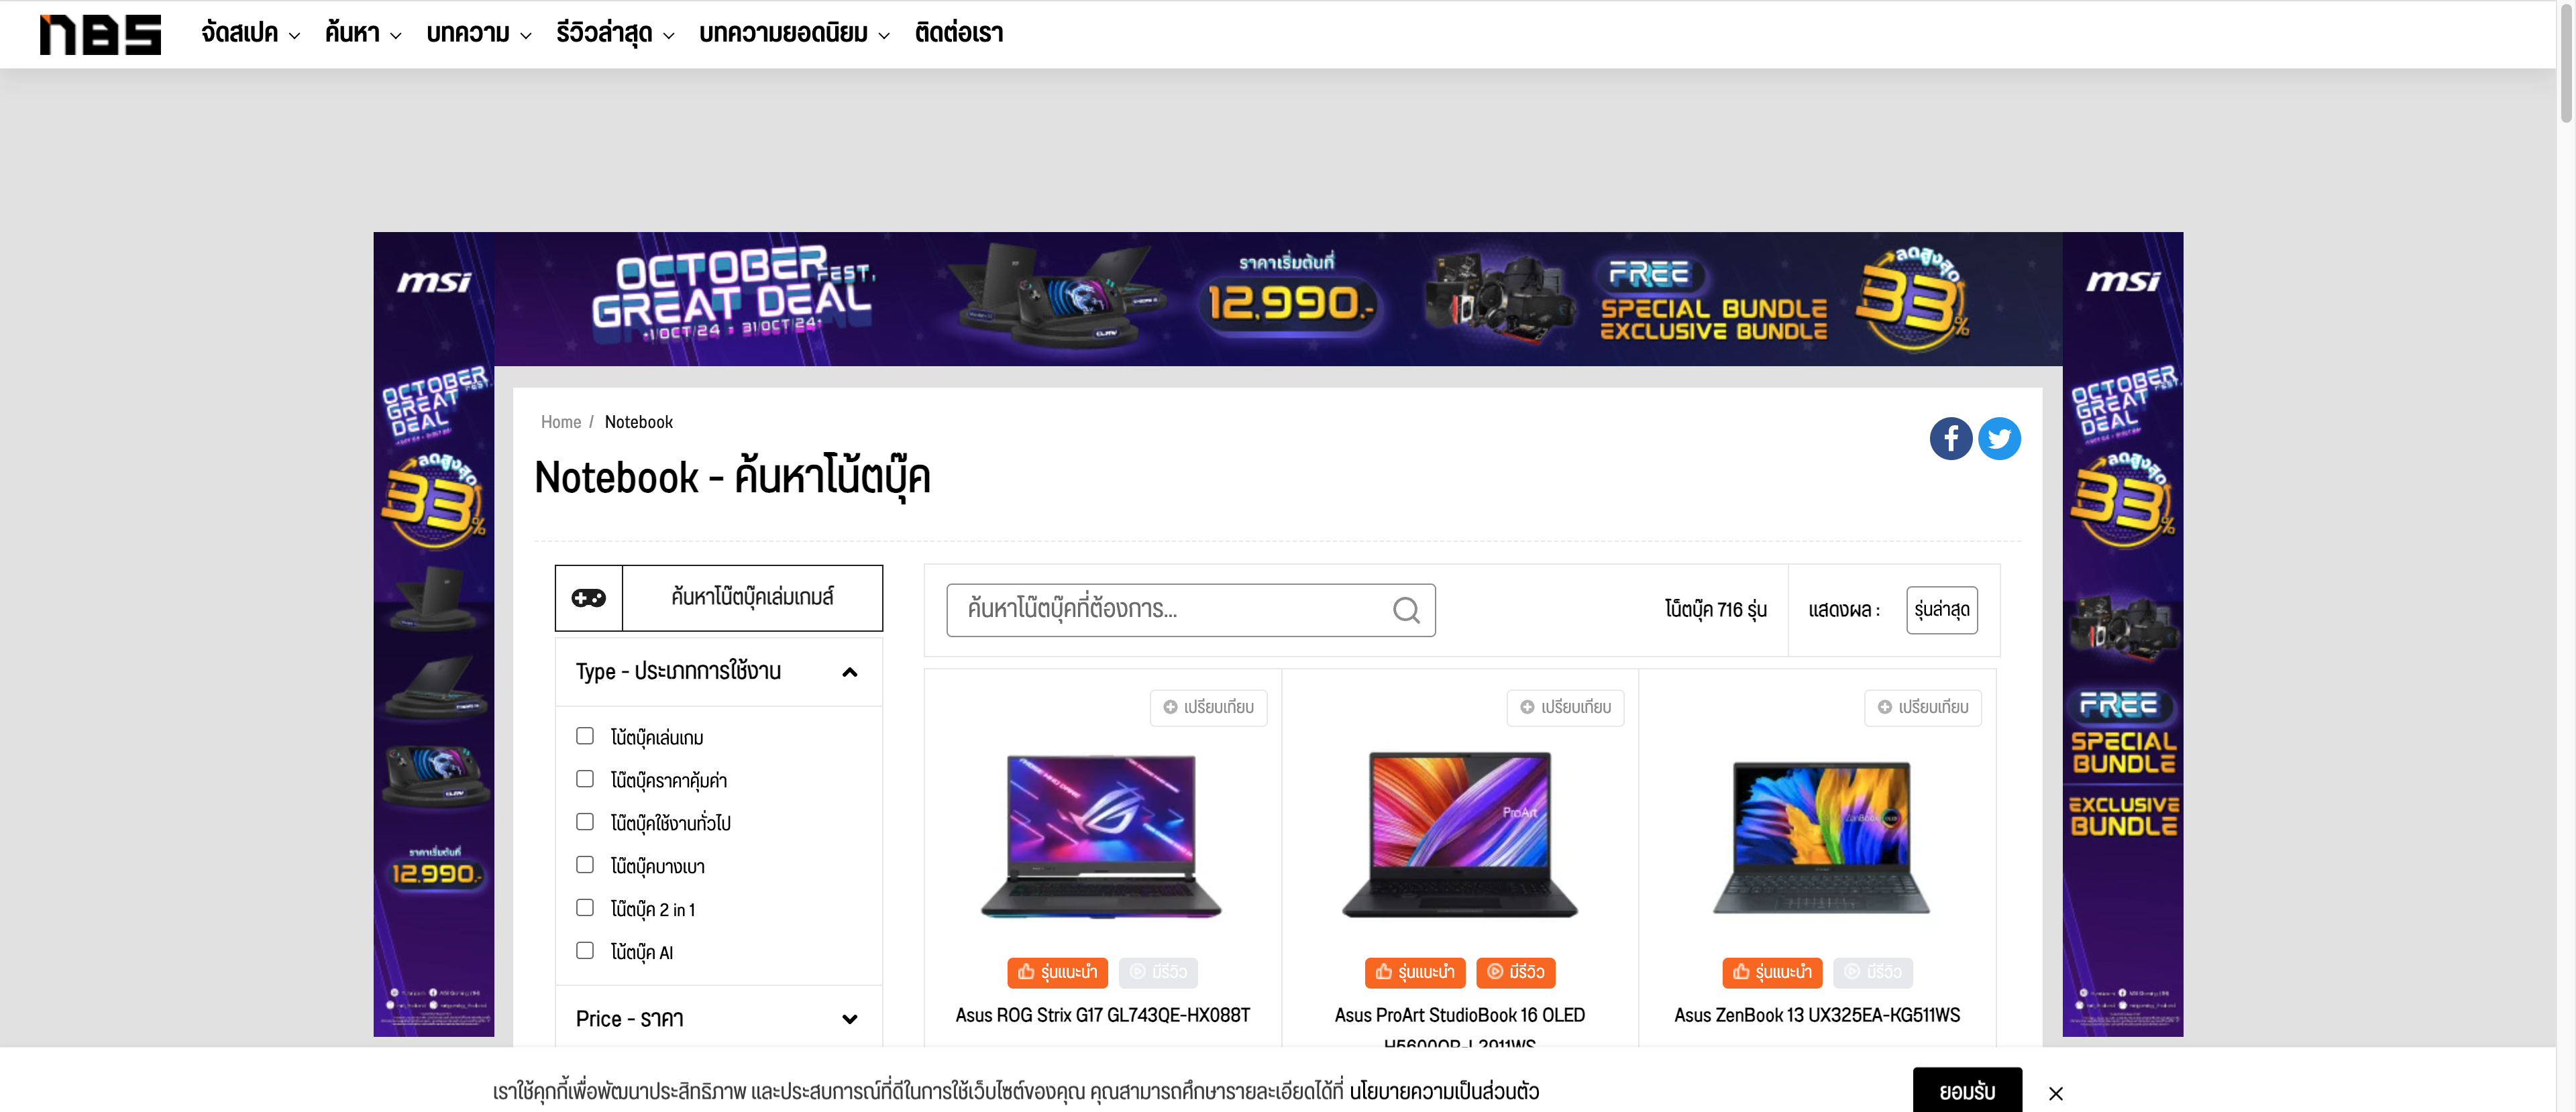 NBS
จัดสเปค
ค้นหา
บทความ
รีวิวล่าสุด
บทความยอดนิยม
ติดต่อเรา
msi
OCTOBER FEST.
GREAT DEAL
1/OCT/24 - 31/OCT/24
ราคาเริ่มต้นที่
12,990.-
FREE
SPECIAL BUNDLE
EXCLUSIVE BUNDLE
ลดสูงสุด
33%
msi
OCTOBER FEST.
GREAT
DEAL
ลดสูงสุด
33%
ราคาเริ่มต้นที่
12,990.-
OCTOBER FEST.
GREAT
DEAL
ลดสูงสุด
33%
FREE
SPECIAL
BUNDLE
EXCLUSIVE
BUNDLE
Home / Notebook
Notebook - ค้นหาโน้ตบุ๊ค
ค้นหาโน๊ตบุ๊คเล่มเกมส์
ค้นหาโน๊ตบุ๊คที่ต้องการ...
โน็ตบุ๊ค 716 รุ่น
แสดงผล :
รุ่นล่าสุด
Type - ประเภทการใช้งาน
โน้ตบุ๊คเล่นเกม
โน๊ตบุ๊คราคาคุ้มค่า
โน๊ตบุ๊คใช้งานทั่วไป
โน๊ตบุ๊คบางเบา
โน๊ตบุ๊ค 2 in 1
โน้ตบุ๊ค AI
Price - ราคา
เปรียบเทียบ
เปรียบเทียบ
เปรียบเทียบ
ProArt
ZenBook
รุ่นแนะนำ
มีรีวิว
รุ่นแนะนำ
มีรีวิว
รุ่นแนะนำ
มีรีวิว
Asus ROG Strix G17 GL743QE-HX088T
Asus ProArt StudioBook 16 OLED
H5600QR-L2911WS
Asus ZenBook 13 UX325EA-KG511WS
เราใช้คุกกี้เพื่อพัฒนาประสิทธิภาพ และประสบการณ์ที่ดีในการใช้เว็บไซต์ของคุณ คุณสามารถศึกษารายละเอียดได้ที่ นโยบายความเป็นส่วนตัว
ยอมรับ